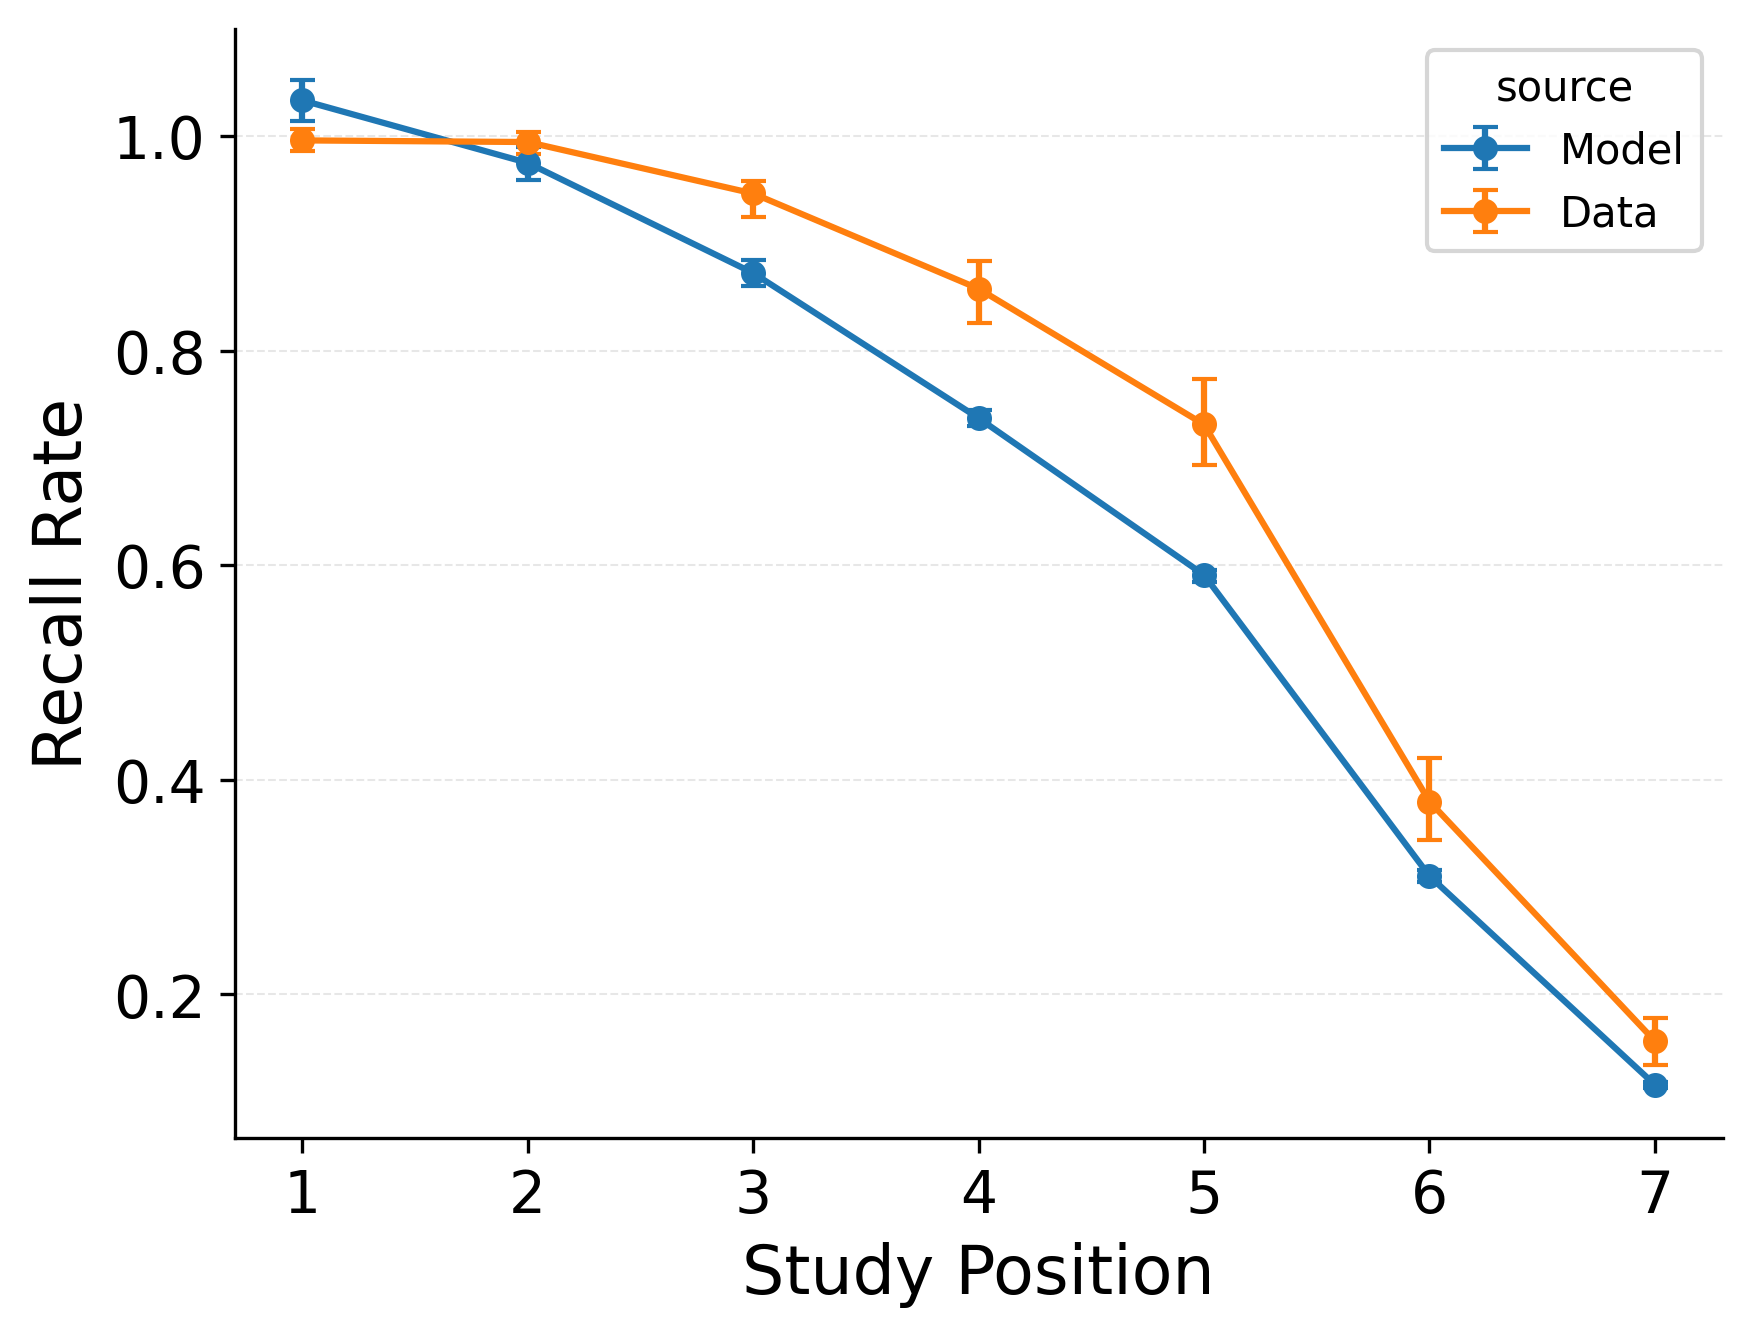 source
Model
Data
1.0
0.8
0.6
0.4
0.2
Recall Rate
1 2 3 4 5 6 7
Study Position